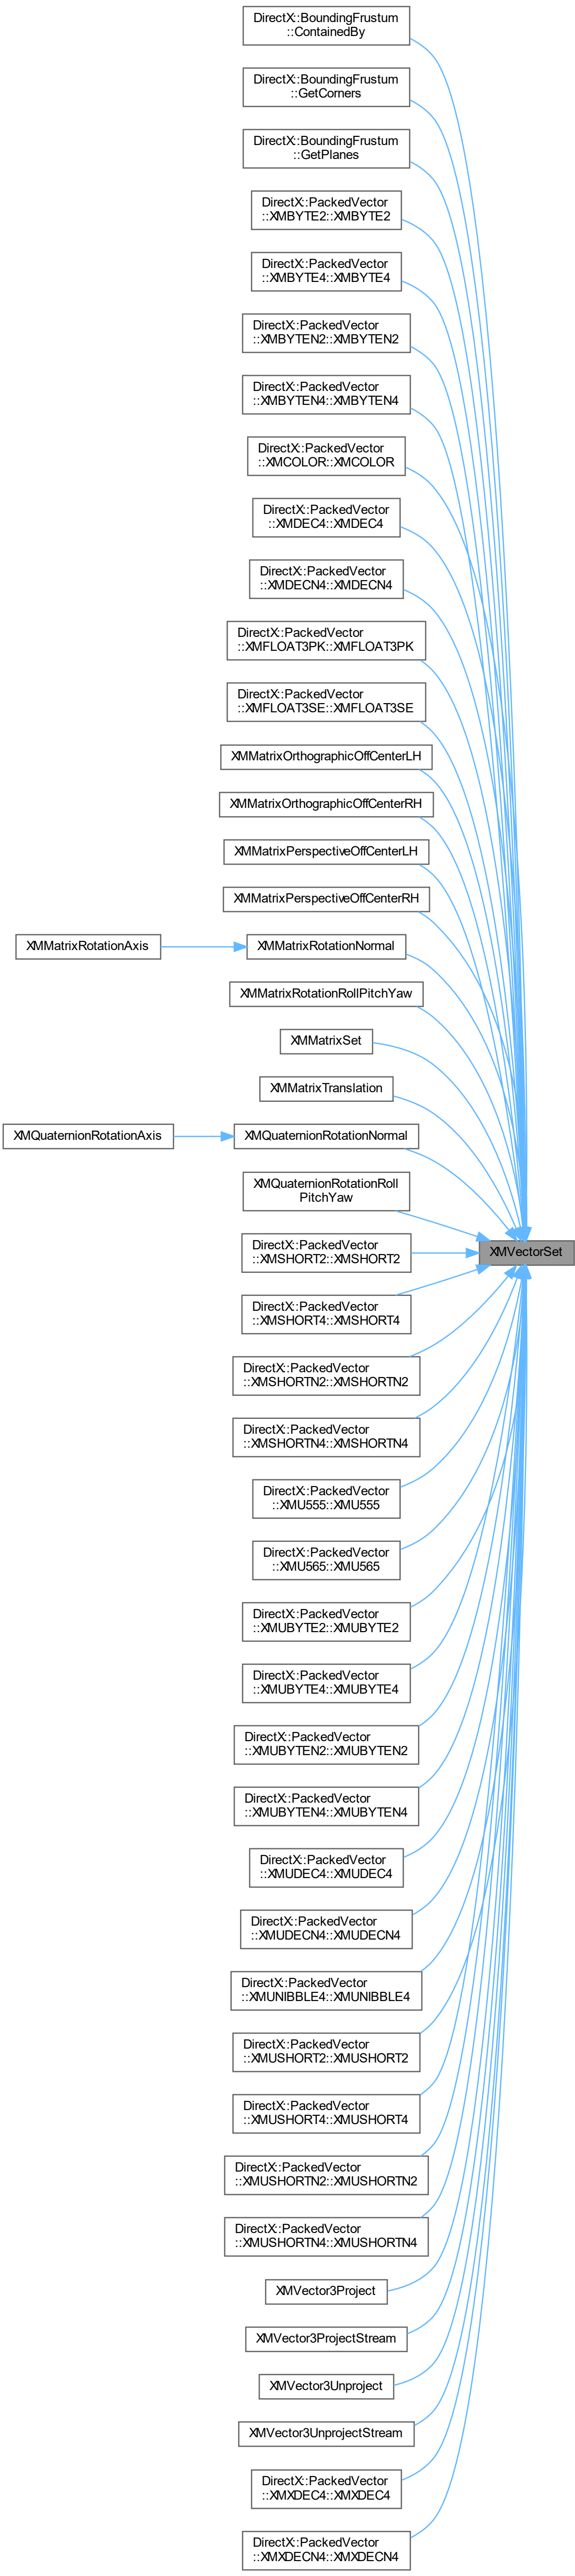 DirectX::BoundingFrustum
::ContainedBy
DirectX::BoundingFrustum
::GetCorners
DirectX::BoundingFrustum
::GetPlanes
DirectX::PackedVector
::XMBYTE2::XMBYTE2
DirectX::PackedVector
::XMBYTE4::XMBYTE4
DirectX::PackedVector
::XMBYTEN2::XMBYTEN2
DirectX::PackedVector
::XMBYTEN4::XMBYTEN4
DirectX::PackedVector
::XMCOLOR::XMCOLOR
DirectX::PackedVector
::XMDEC4::XMDEC4
DirectX::PackedVector
::XMDECN4::XMDECN4
DirectX::PackedVector
::XMFLOAT3PK::XMFLOAT3PK
DirectX::PackedVector
::XMFLOAT3SE::XMFLOAT3SE
XMMatrixOrthographicOffCenterLH
XMMatrixOrthographicOffCenterRH
XMMatrixPerspectiveOffCenterLH
XMMatrixPerspectiveOffCenterRH
XMMatrixRotationAxis
XMMatrixRotationNormal
XMMatrixRotationRollPitchYaw
XMMatrixSet
XMMatrixTranslation
XMQuaternionRotationAxis
XMQuaternionRotationNormal
XMQuaternionRotationRoll
PitchYaw
XMVectorSet
DirectX::PackedVector
::XMSHORT2::XMSHORT2
DirectX::PackedVector
::XMSHORT4::XMSHORT4
DirectX::PackedVector
::XMSHORTN2::XMSHORTN2
DirectX::PackedVector
::XMSHORTN4::XMSHORTN4
DirectX::PackedVector
::XMU555::XMU555
DirectX::PackedVector
::XMU565::XMU565
DirectX::PackedVector
::XMUBYTE2::XMUBYTE2
DirectX::PackedVector
::XMUBYTE4::XMUBYTE4
DirectX::PackedVector
::XMUBYTEN2::XMUBYTEN2
DirectX::PackedVector
::XMUBYTEN4::XMUBYTEN4
DirectX::PackedVector
::XMUDEC4::XMUDEC4
DirectX::PackedVector
::XMUDECN4::XMUDECN4
DirectX::PackedVector
::XMUNIBBLE4::XMUNIBBLE4
DirectX::PackedVector
::XMUSHORT2::XMUSHORT2
DirectX::PackedVector
::XMUSHORT4::XMUSHORT4
DirectX::PackedVector
::XMUSHORTN2::XMUSHORTN2
DirectX::PackedVector
::XMUSHORTN4::XMUSHORTN4
XMVector3Project
XMVector3ProjectStream
XMVector3Unproject
XMVector3UnprojectStream
DirectX::PackedVector
::XMXDEC4::XMXDEC4
DirectX::PackedVector
::XMXDECN4::XMXDECN4